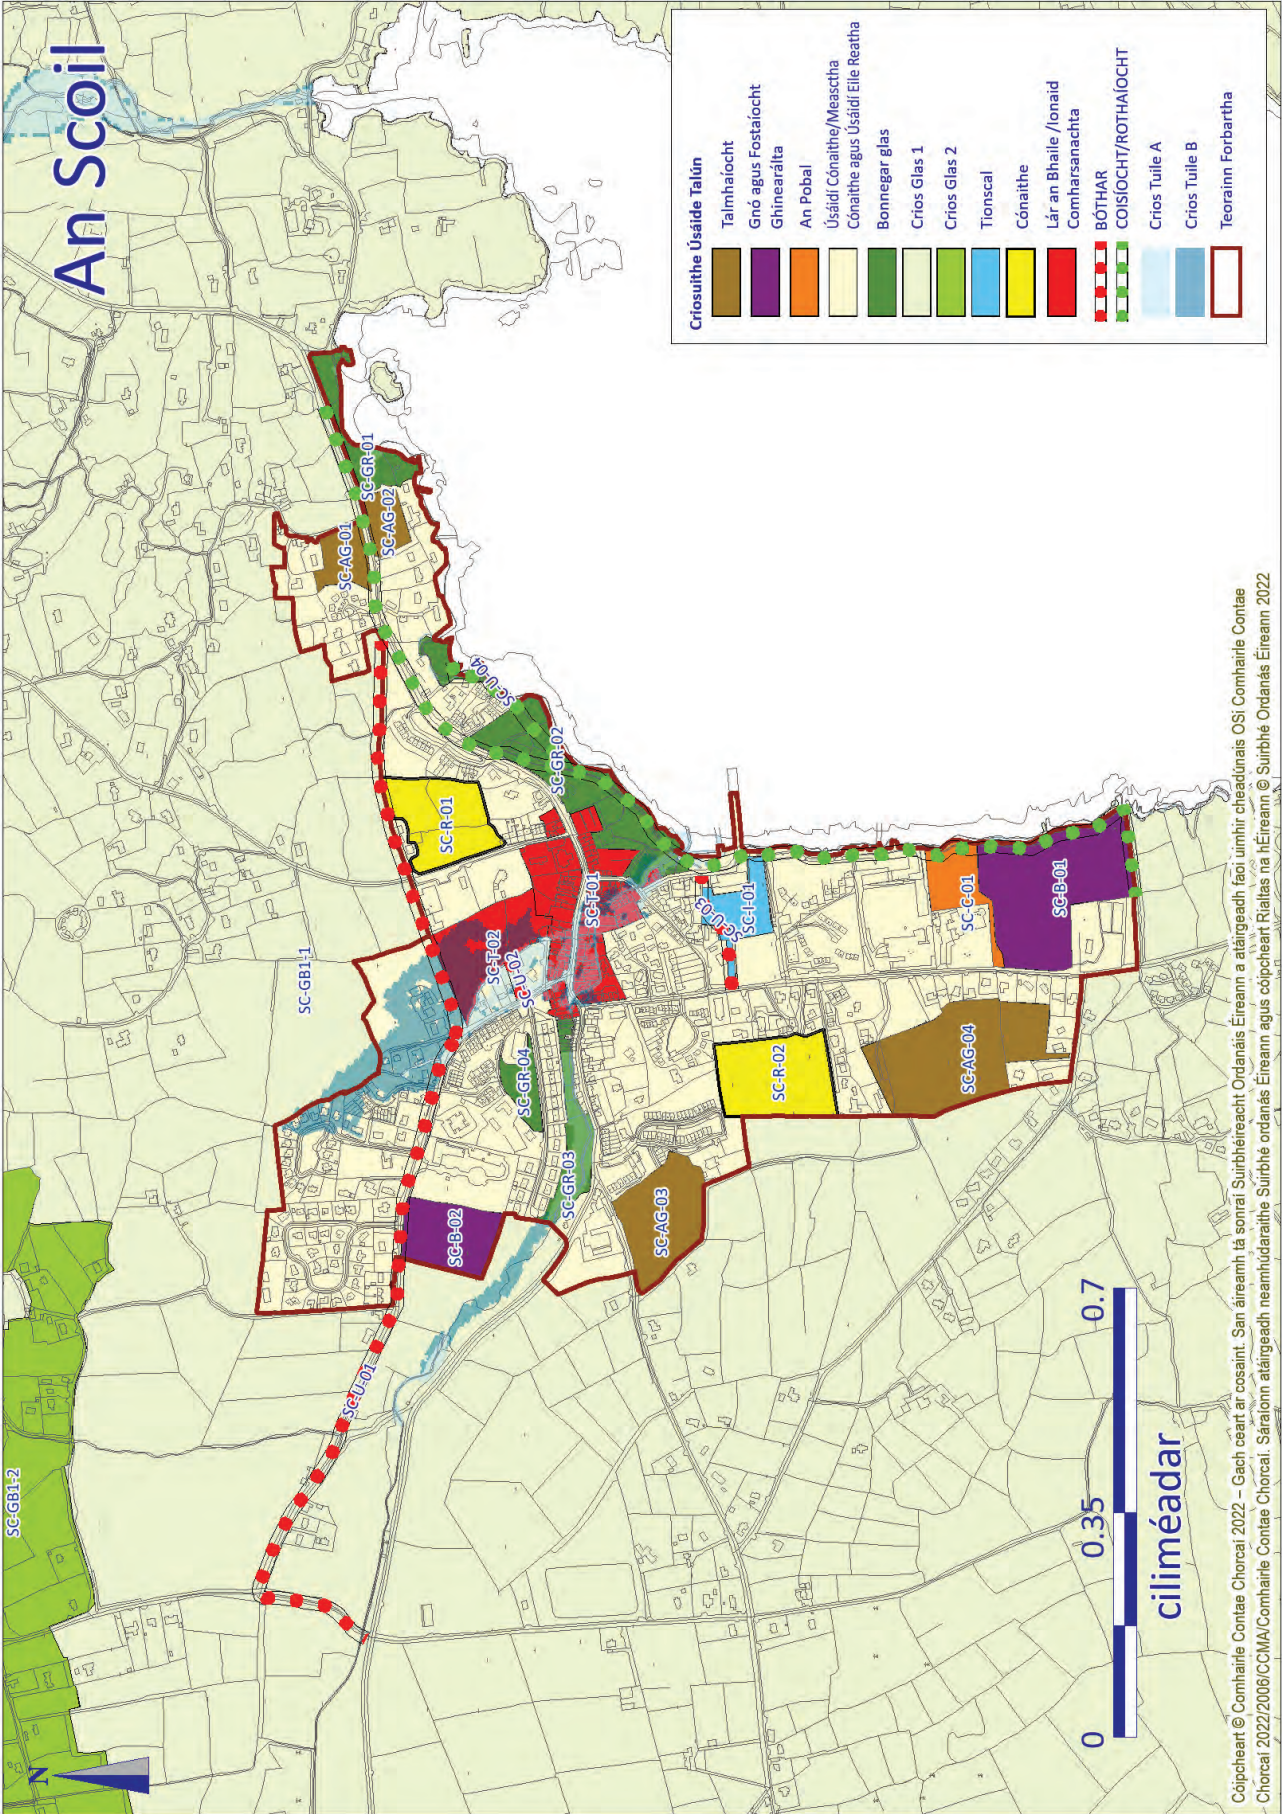 An Scoil
N
SC-GB1-2
SC-GB1-1
SC-U-01
SC-B-02
SC-GR-04
SC-GR-03
SC-AG-03
SC-T-02
SC-U-02
SC-T-01
SC-R-01
SC-R-02
SC-AG-04
SC-U-03
SC-I-01
SC-C-01
SC-B-01
SC-GR-02
SC-U-04
SC-AG-01
SC-AG-02
SC-GR-01
Criosuithe Úsáide Talún
Talmhaíocht
Gnó agus Fostaíocht
Ghinearálta
An Pobal
Úsáidí Cónaithe/Measctha
Cónaithe agus Úsáidí Eile Reatha
Bonnegar glas
Crios Glas 1
Crios Glas 2
Tionscal
Cónaithe
Lár an Bhaile /Ionaid
Comharsanachta
BÓTHAR
COISÍOCHT/ROTHAÍOCHT
Crios Tuile A
Crios Tuile B
Teorainn Forbartha
0 0.35 0.7
ciliméadar
Cóipcheart © Comhairle Contae Chorcaí 2022 – Gach ceart ar cosaint. San áireamh tá sonraí Suirbhéireacht Ordanáis Éireann a atáirgeadh faoi uimhir cheadúnais OSi Comhairle Contae
Chorcaí 2022/2006/CCMA/Comhairle Contae Chorcaí. Sáraíonn atáirgeadh neamhúdaraithe Suirbhé ordanás Éireann agus cóipcheart Rialtas na hÉireann © Suirbhé Ordanás Éireann 2022